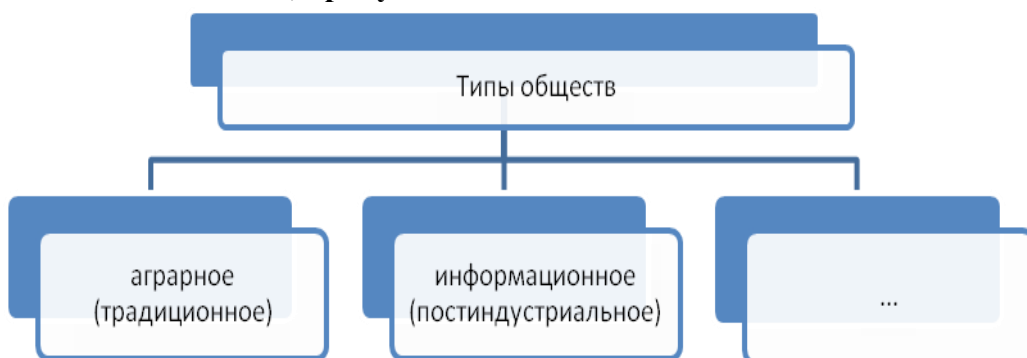 Типы обществ
аграрное
(традиционное)
информационное
(постиндустриальное)
...